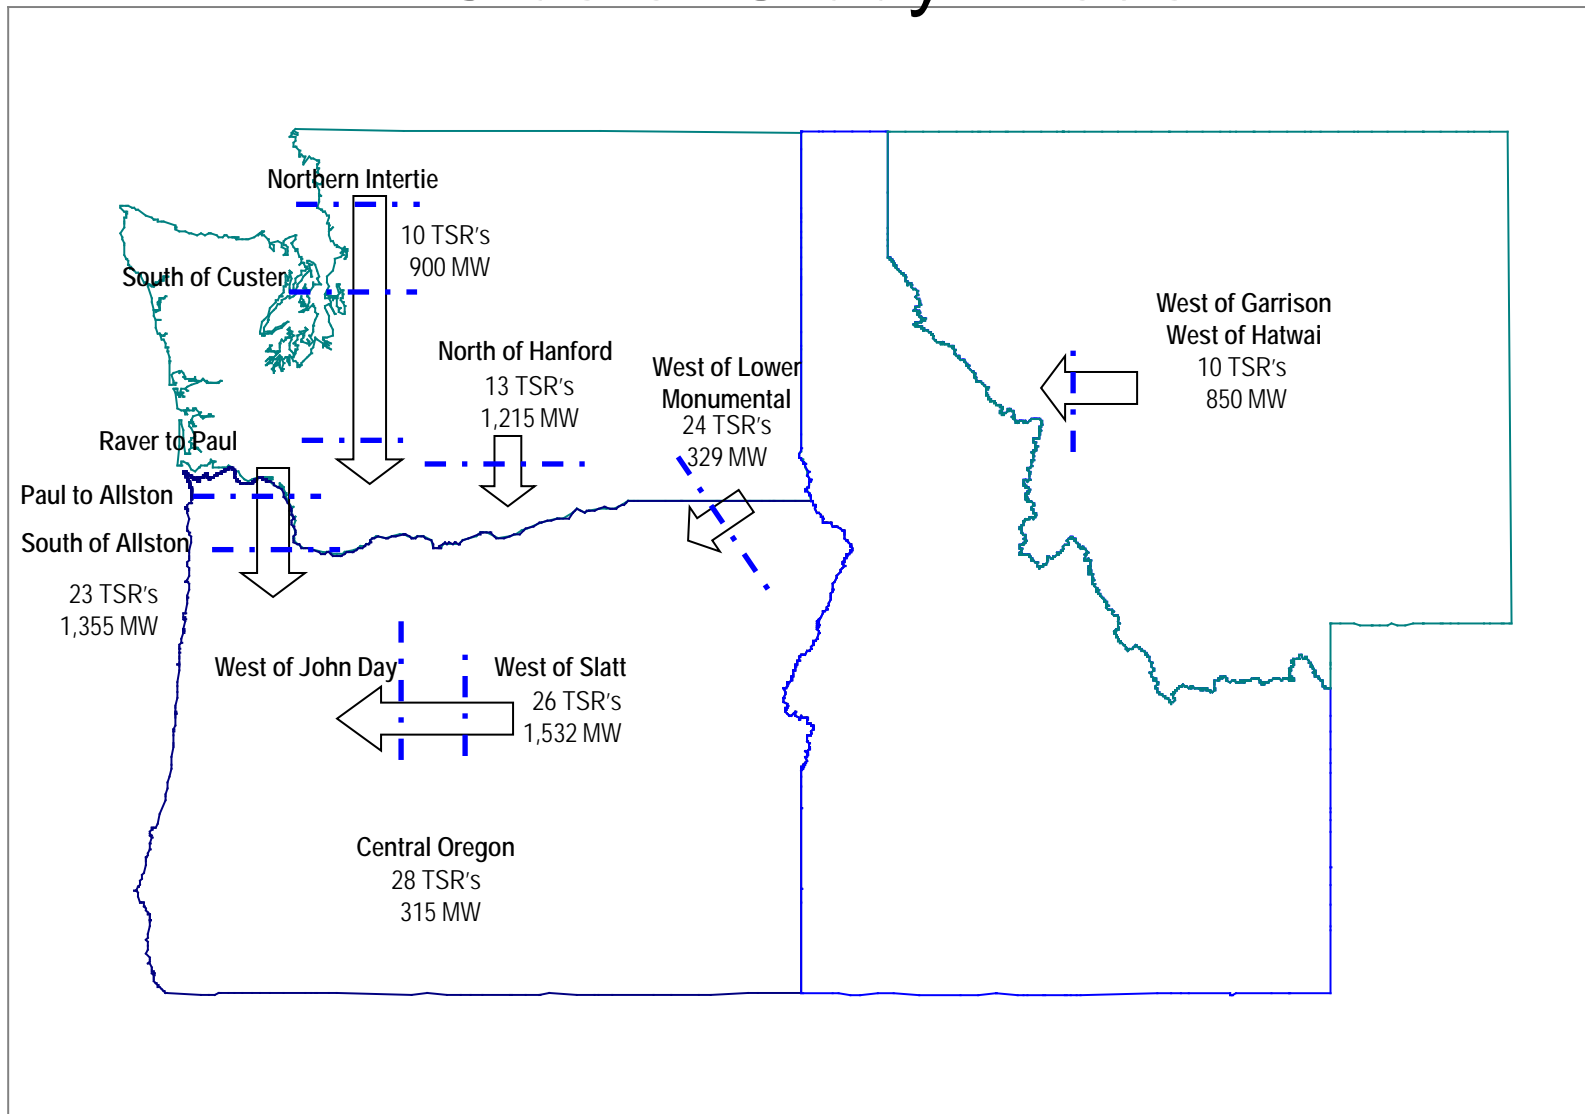 Northern Intertie
10 TSR's
900 MW
South of Custer
West of Garrison
West of Hatwai
10 TSR's
850 MW
North of Hanford
13 TSR's
1,215 MW
West of Lower
Monumental
24 TSR's
329 MW
Raver to Paul
Paul to Allston
South of Allston
23 TSR's
1,355 MW
West of John Day
West of Slatt
26 TSR's
1,532 MW
Central Oregon
28 TSR's
315 MW